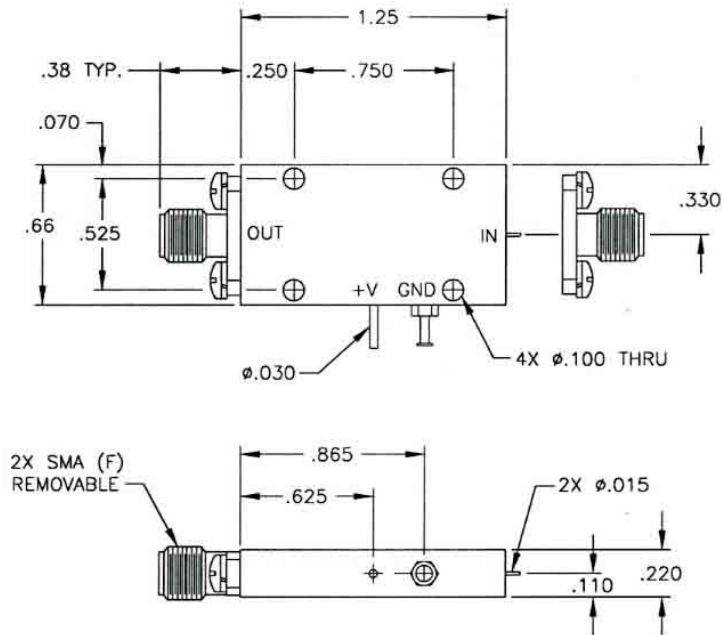 1.25
.38 TYP.
.250
.750
.070
.330
.66
.525
OUT
IN
+V
GND
ø.030
4X ø.100 THRU
.865
2X SMA (F)
REMOVABLE
.625
2X ø.015
.220
.110